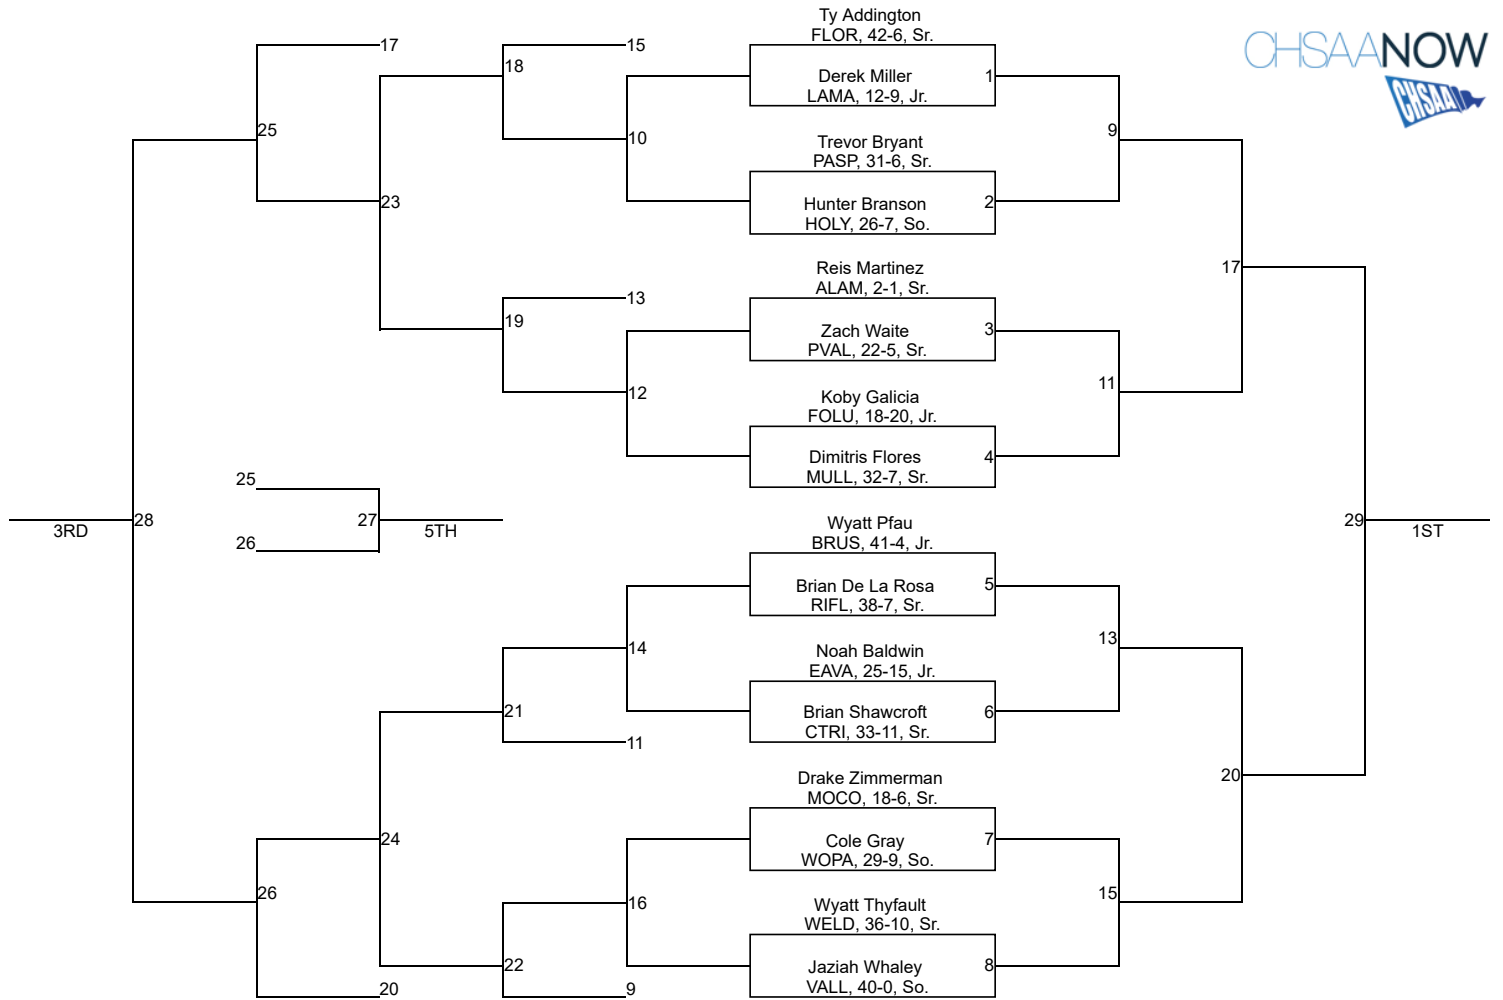 Ty Addington
FLOR, 42-6, Sr.
CHSAANOW
CHSAA
17
15
18
Derek Miller
1
LAMA, 12-9, Jr.
25
10
9
Trevor Bryant
PASP, 31-6, Sr.
23
Hunter Branson
2
HOLY, 26-7, So.
Reis Martinez
17
ALAM, 2-1, Sr.
13
19
Zach Waite
3
PVAL, 22-5, Sr.
12
11
Koby Galicia
FOLU, 18-20, Jr.
Dimitris Flores
4
MULL, 32-7, Sr.
25
28
27
29
3RD
5TH
1ST
26
Wyatt Pfau
BRUS, 41-4, Jr.
Brian De La Rosa
5
RIFL, 38-7, Sr.
14
13
Noah Baldwin
EAVA, 25-15, Jr.
21
Brian Shawcroft
6
CTRI, 33-11, Sr.
11
Drake Zimmerman
20
MOCO, 18-6, Sr.
24
Cole Gray
7
WOPA, 29-9, So.
26
16
15
Wyatt Thyfault
WELD, 36-10, Sr.
22
Jaziah Whaley
8
VALL, 40-0, So.
20
9